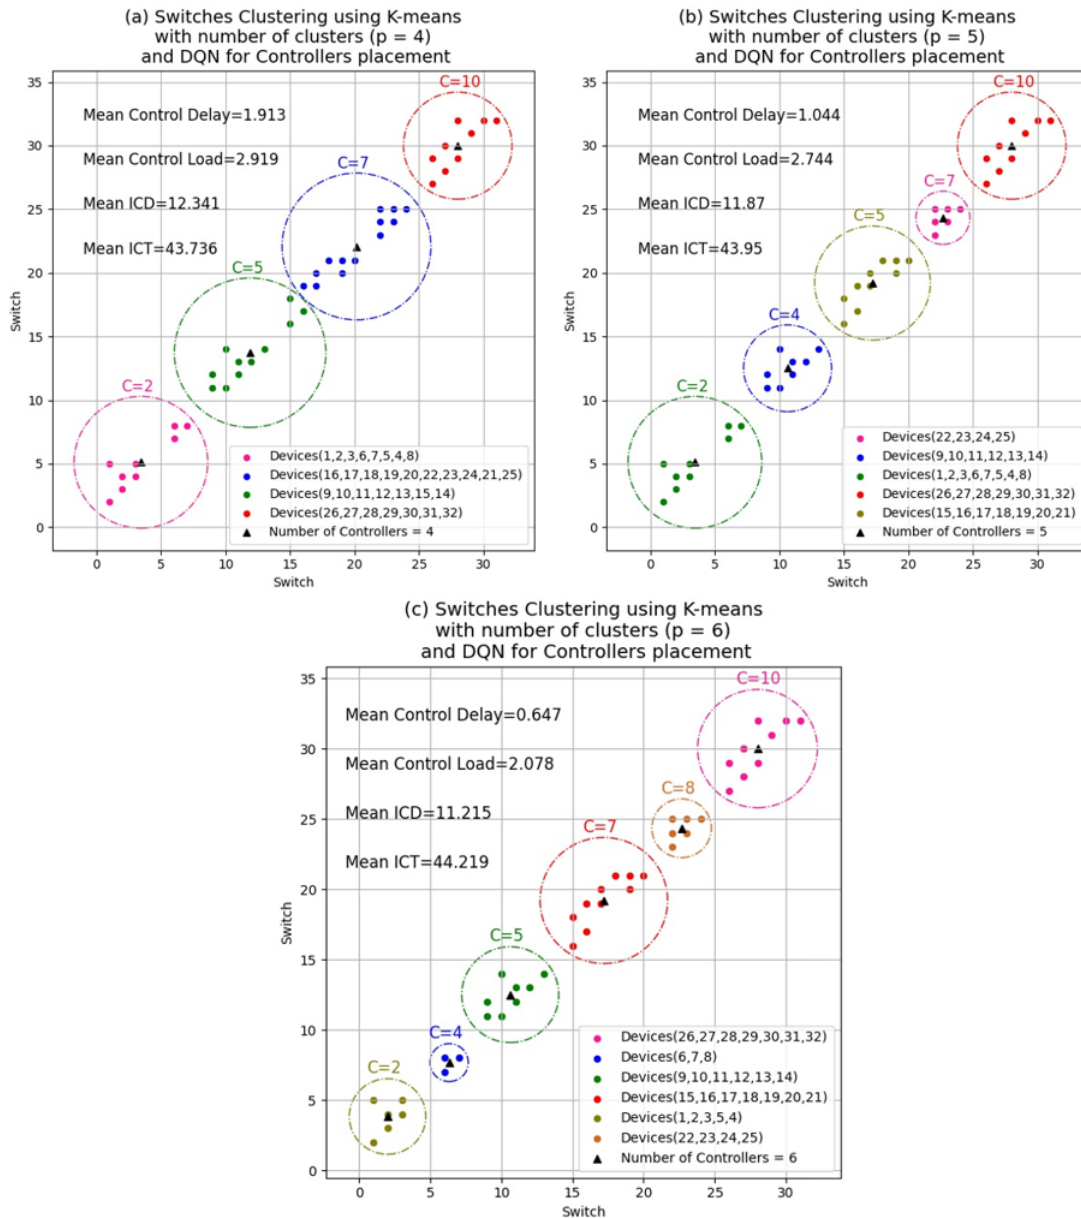 (a) Switches Clustering using K-means
with number of clusters (p = 4)
and DQN for Controllers placement
35
30
25
20
15
10
5
0
Switch
Mean Control Delay=1.913
Mean Control Load=2.919
Mean ICD=12.341
Mean ICT=43.736
C=10
C=7
C=5
C=2
Devices(1,2,3,6,7,5,4,8)
Devices(16,17,18,19,20,22,23,24,21,25)
Devices(9,10,11,12,13,15,14)
Devices(26,27,28,29,30,31,32)
Number of Controllers = 4
0 5 10 15 20 25 30
Switch
(b) Switches Clustering using K-means
with number of clusters (p = 5)
and DQN for Controllers placement
35
30
25
20
15
10
5
0
Switch
Mean Control Delay=1.044
Mean Control Load=2.744
Mean ICD=11.87
Mean ICT=43.95
C=10
C=7
C=5
C=4
C=2
Devices(22,23,24,25)
Devices(9,10,11,12,13,14)
Devices(1,2,3,6,7,5,4,8)
Devices(26,27,28,29,30,31,32)
Devices(15,16,17,18,19,20,21)
Number of Controllers = 5
0 5 10 15 20 25 30
Switch
(c) Switches Clustering using K-means
with number of clusters (p = 6)
and DQN for Controllers placement
35
30
25
20
15
10
5
0
Switch
Mean Control Delay=0.647
Mean Control Load=2.078
Mean ICD=11.215
Mean ICT=44.219
C=10
C=8
C=7
C=5
C=4
C=2
Devices(26,27,28,29,30,31,32)
Devices(6,7,8)
Devices(9,10,11,12,13,14)
Devices(15,16,17,18,19,20,21)
Devices(1,2,3,5,4)
Devices(22,23,24,25)
Number of Controllers = 6
0 5 10 15 20 25 30
Switch